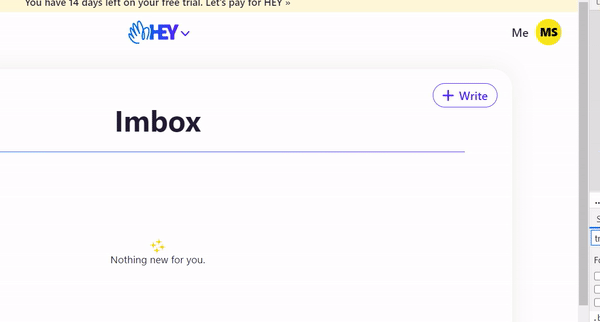 You have 14 days left on your free trial. Let's pay for HEY »
HEY
Me MS
+ Write
Imbox
Nothing new for you.